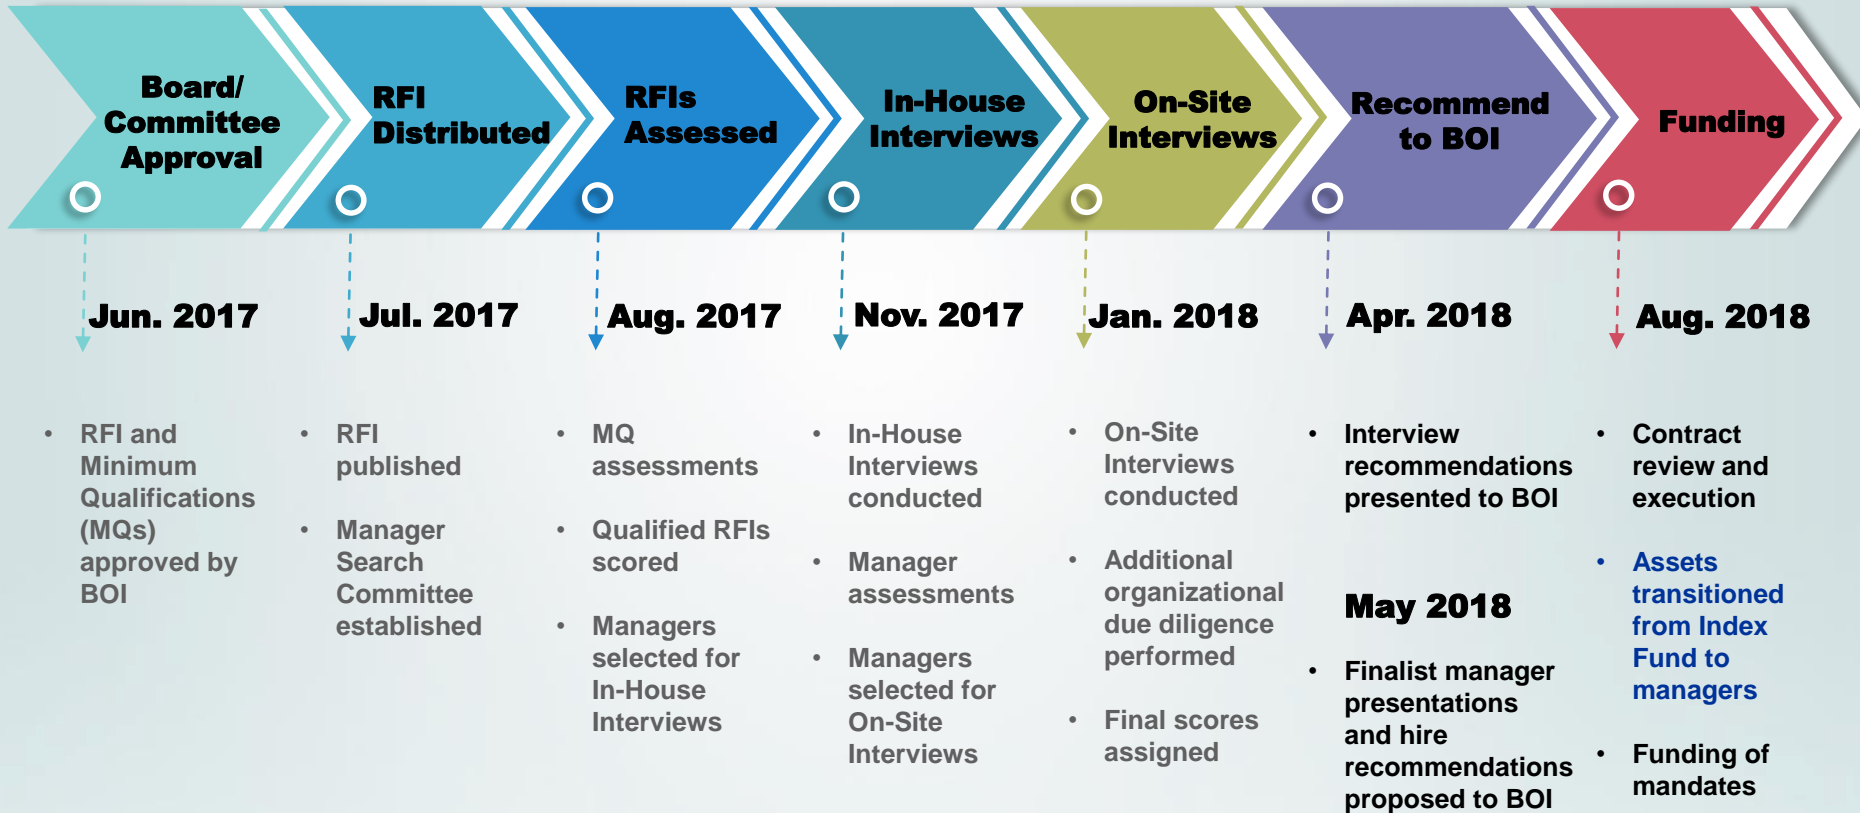 Board/
Committee
Approval
RFI
Distributed
RFIs
Assessed
In-House
Interviews
On-Site
Interviews
Recommend
to BOI
Funding
Jun. 2017
Jul. 2017
Aug. 2017
Nov. 2017
Jan. 2018
Apr. 2018
Aug. 2018
• RFI and
Minimum
Qualifications
(MQs)
approved by
BOI
• RFI
published
• Manager
Search
Committee
established
• MQ
assessments
• Qualified RFIs
scored
• Managers
selected for
In-House
Interviews
• In-House
Interviews
conducted
• Manager
assessments
• Managers
selected for
On-Site
Interviews
• On-Site
Interviews
conducted
• Additional
organizational
due diligence
performed
• Final scores
assigned
• Interview
recommendations
presented to BOI
May 2018
• Finalist manager
presentations
and hire
recommendations
proposed to BOI
• Contract
review and
execution
• Assets
transitioned
from Index
Fund to
managers
• Funding of
mandates